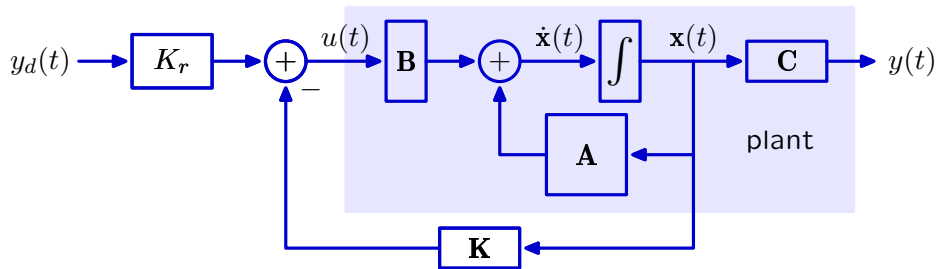 y_d(t) K_r + − u(t) B + ẋ(t) ∫ x(t) C y(t)
A plant
K